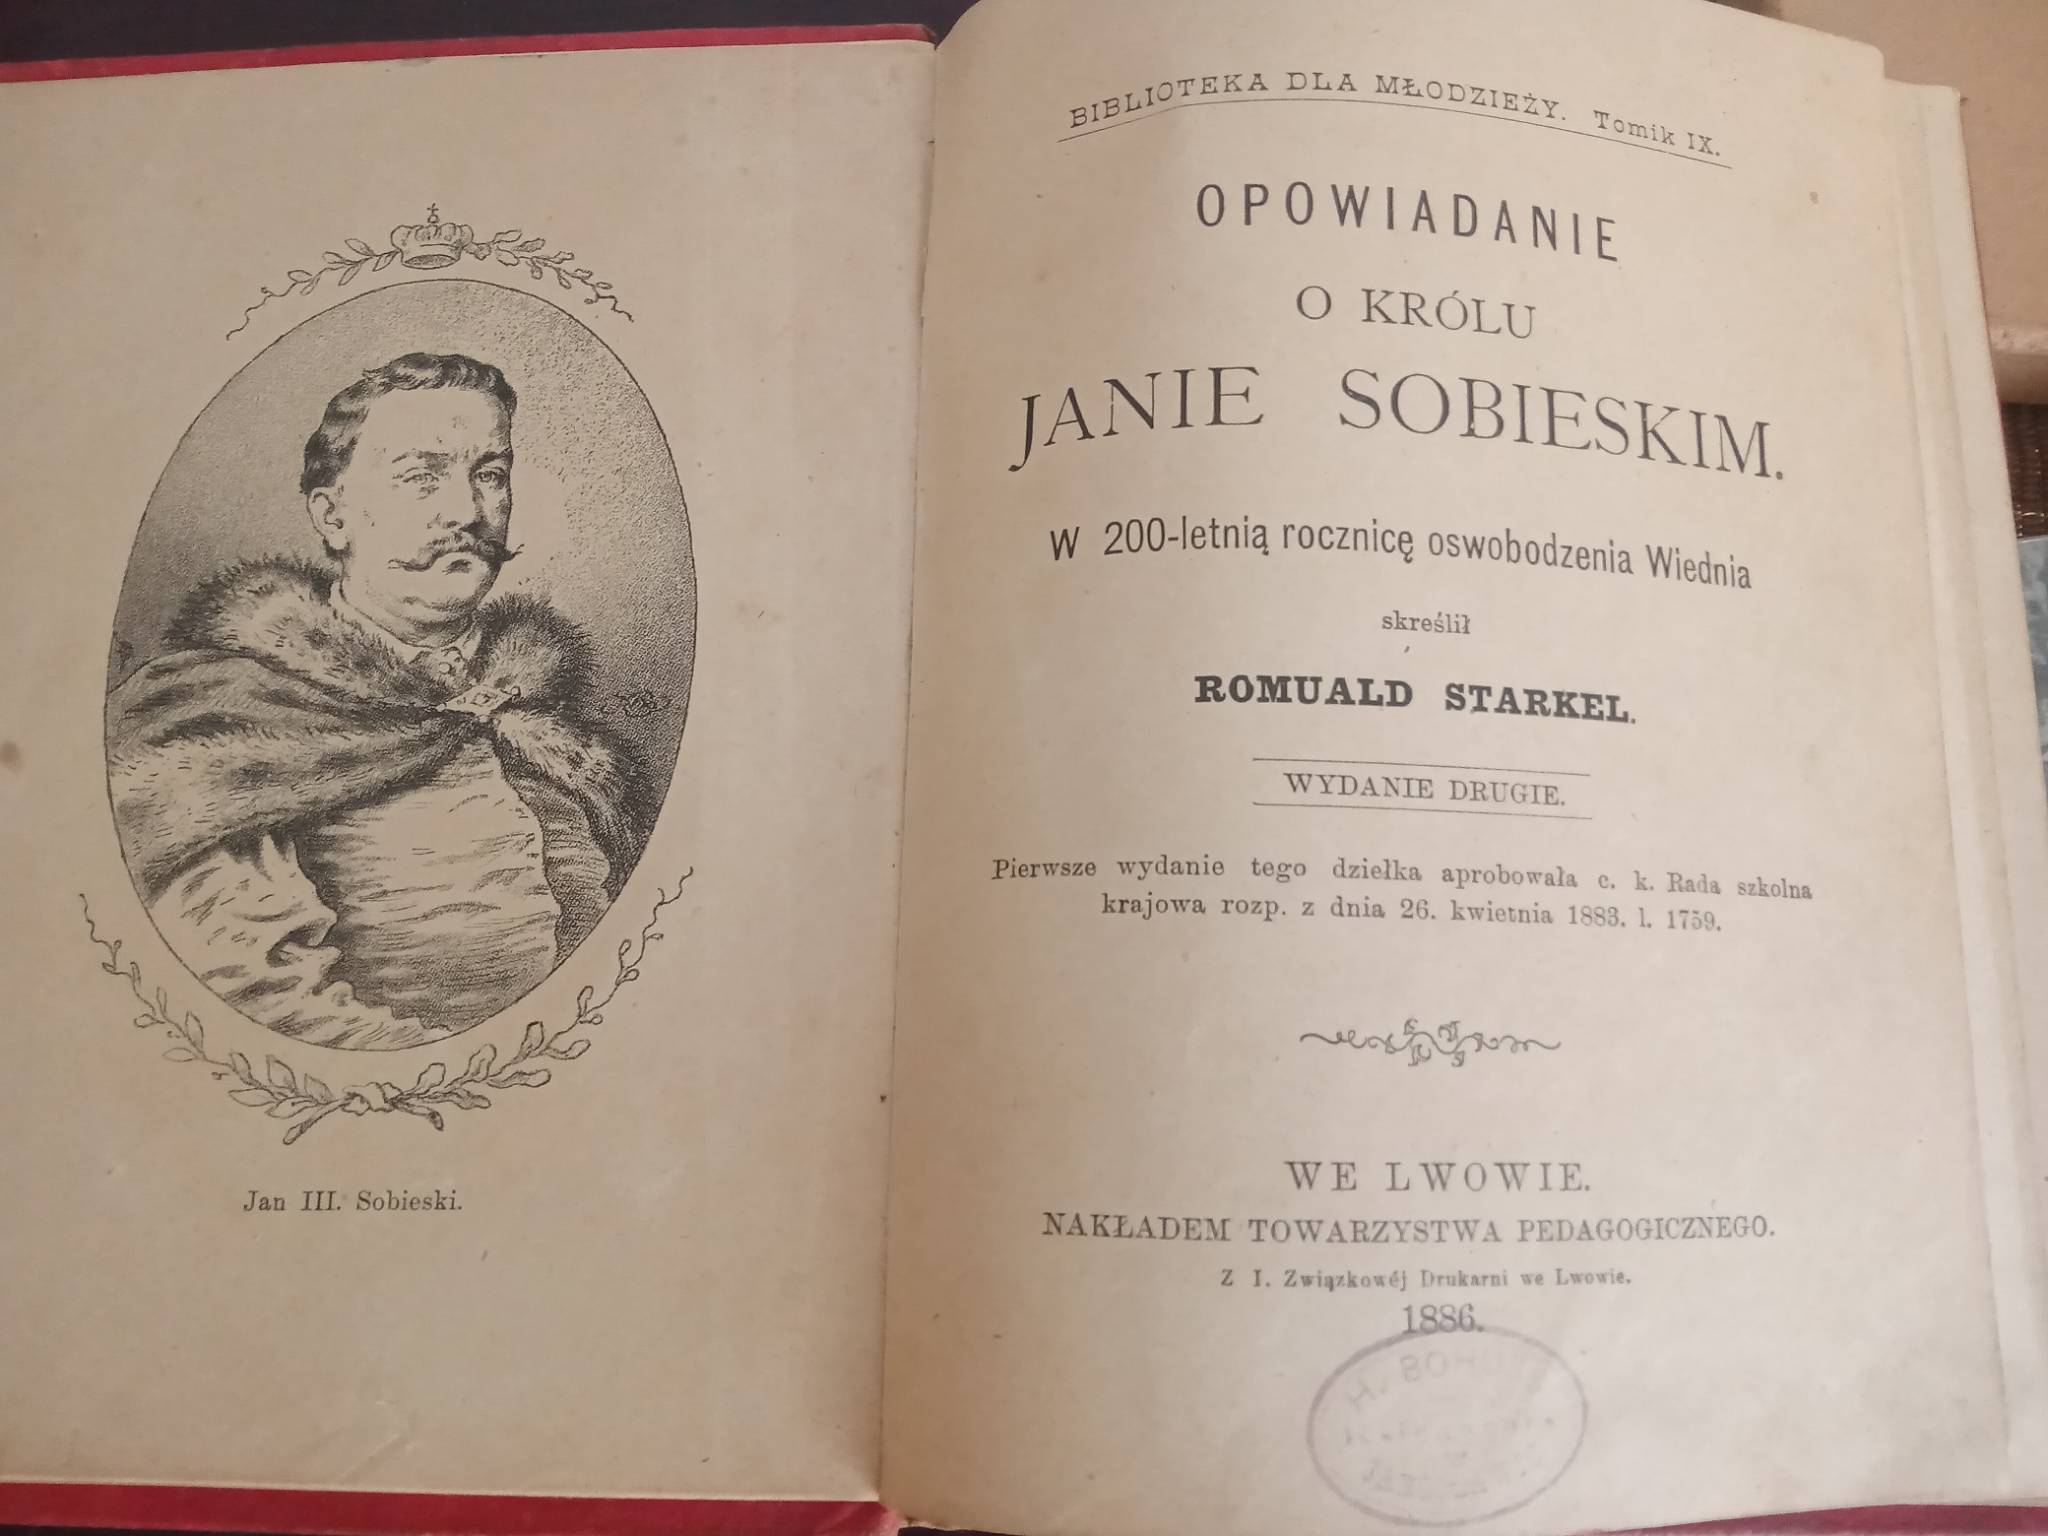 Jan III. Sobieski.
BIBLIOTEKA DLA MŁODZIEŻY. Tomik IX.
OPOWIADANIE
O KRÓLU
JANIE SOBIESKIM.
w 200-letnią rocznicę oswobodzenia Wiednia
skreślił
ROMUALD STARKEL.
WYDANIE DRUGIE.
Pierwsze wydanie tego dziełka aprobowała c. k. Rada szkolna
krajowa rozp. z dnia 26. kwietnia 1883. l. 1759.
WE LWOWIE.
NAKŁADEM TOWARZYSTWA PEDAGOGICZNEGO.
Z I. Związkowéj Drukarni we Lwowie.
1886.